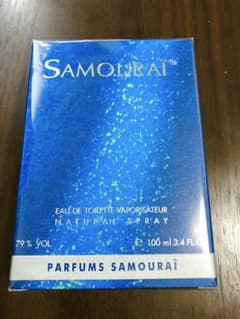 SAMOURAÏ
EAU DE TOILETTE VAPORISATEUR
NATURAL SPRAY
79% VOL. 100 ml 3.4 FL.OZ
PARFUMS SAMOURAÏ